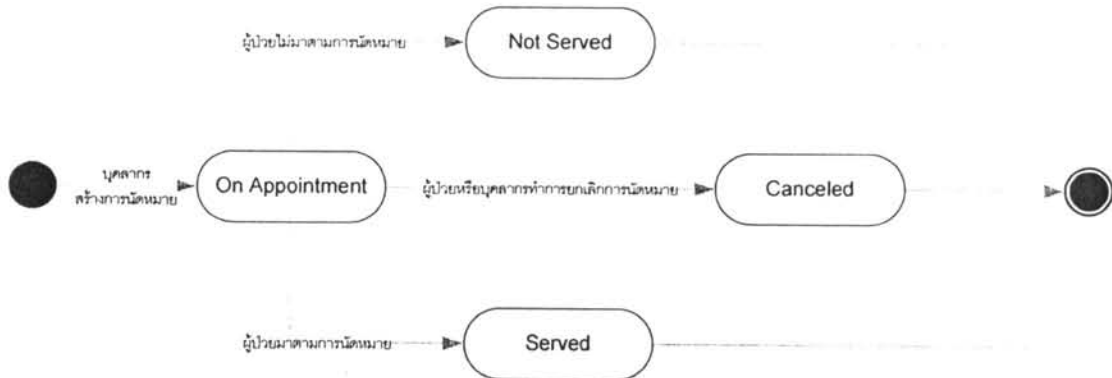 ผู้ป่วยไม่มาตามการนัดหมาย
Not Served
บุคลากร
สร้างการนัดหมาย
On Appointment
ผู้ป่วยหรือบุคลากรทำการยกเลิกการนัดหมาย
Canceled
ผู้ป่วยมาตามการนัดหมาย
Served